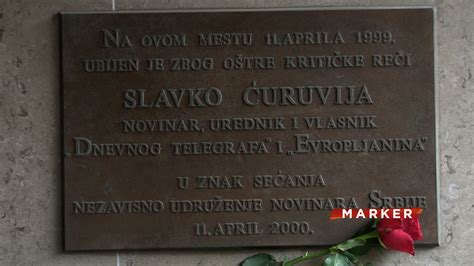 NA OVOM MESTU 11. APRILA 1999.
UBIJEN JE ZBOG OŠTRE KRITIČKE REČI
SLAVKO ĆURUVIJA
NOVINAR, UREDNIK I VLASNIK
„DNEVNOG TELEGRAFA" I „EVROPLJANINA"
U ZNAK SEĆANJA
NEZAVISNO UDRUŽENJE NOVINARA SRBIJE
11. APRIL 2000.
MARKER